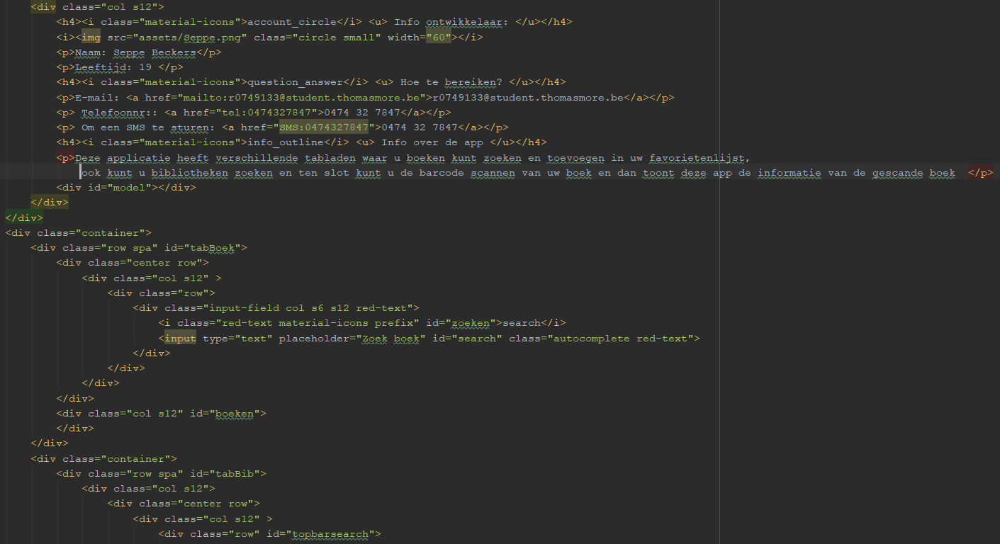 <div class="col s12">
<h4><i class="material-icons">account_circle</i> <u> Info ontwikkelaar: </u></h4>
<i><img src="assets/Seppe.png" class="circle small" width="60"></i>
<p>Naam: Seppe Beckers</p>
<p>Leeftijd: 19 </p>
<h4><i class="material-icons">question_answer</i> <u> Hoe te bereiken? </u></h4>
<p>E-mail: <a href="mailto:r0749133@student.thomasmore.be">r0749133@student.thomasmore.be</a></p>
<p> Telefoonnr:: <a href="tel:0474327847">0474 32 7847</a></p>
<p> Om een SMS te sturen: <a href="SMS:0474327847">0474 32 7847</a></p>
<h4><i class="material-icons">info_outline</i> <u> Info over de app </u></h4>
<p>Deze applicatie heeft verschillende tabladen waar u boeken kunt zoeken en toevoegen in uw favorietenlijst,
ook kunt u bibliotheken zoeken en ten slot kunt u de barcode scannen van uw boek en dan toont deze app de informatie van de gescande boek </p>
<div id="model"></div>
</div>
</div>
<div class="container">
<div class="row spa" id="tabBoek">
<div class="center row">
<div class="col s12" >
<div class="row">
<div class="input-field col s6 s12 red-text">
<i class="red-text material-icons prefix" id="zoeken">search</i>
<input type="text" placeholder="Zoek boek" id="search" class="autocomplete red-text">
</div>
</div>
</div>
</div>
<div class="col s12" id="boeken">
</div>
</div>
<div class="container">
<div class="row spa" id="tabBib">
<div class="col s12">
<div class="center row">
<div class="col s12" >
<div class="row" id="topbarsearch">